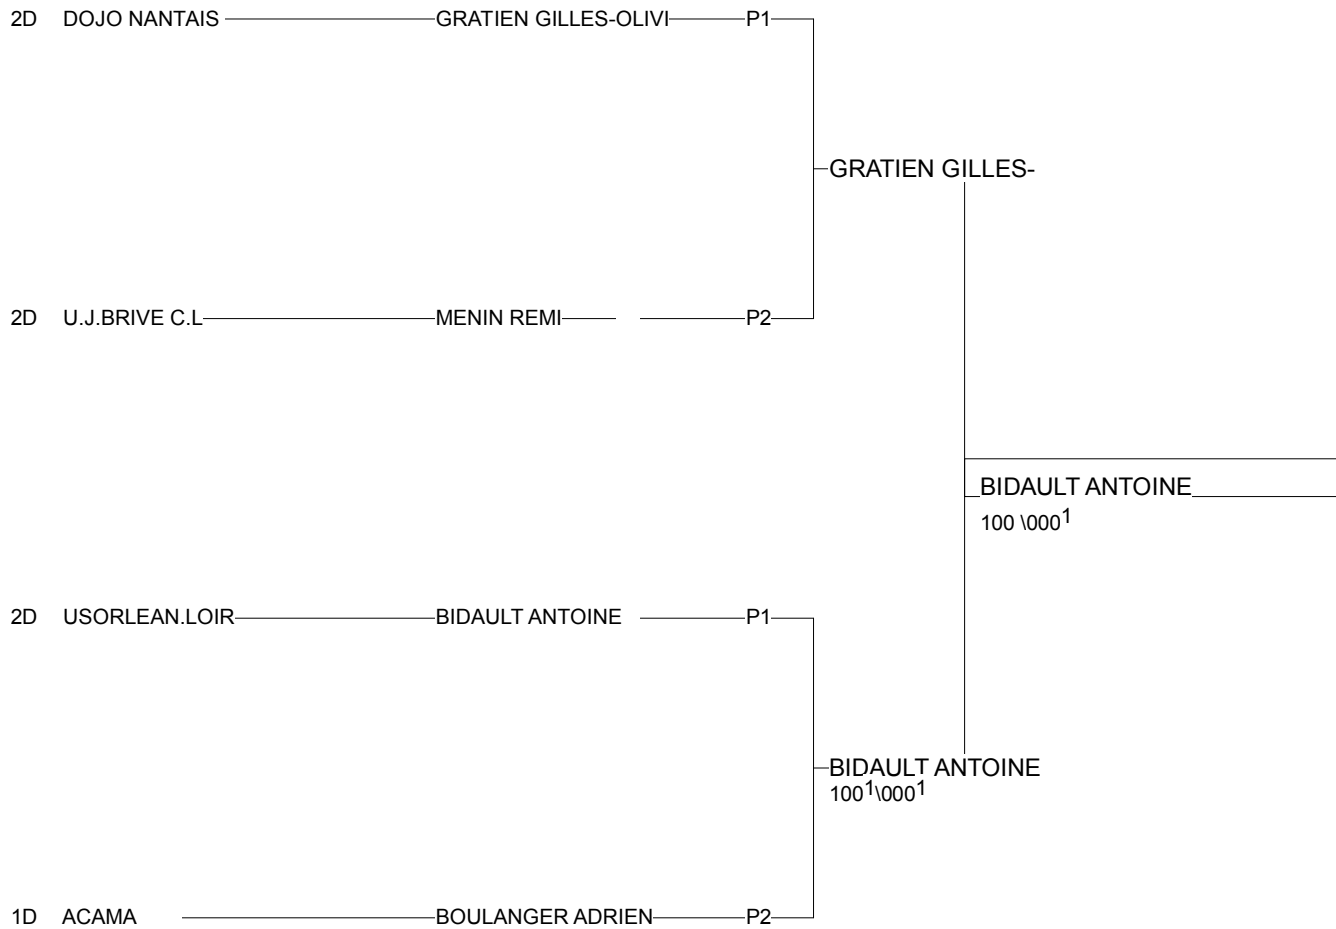 2D DOJO NANTAIS GRATIEN GILLES-OLIVI P1
GRATIEN GILLES-
2D U.J.BRIVE C.L MENIN REMI P2
BIDAULT ANTOINE
100 \000¹
2D USORLEAN.LOIR BIDAULT ANTOINE P1
BIDAULT ANTOINE
100¹\000¹
1D ACAMA BOULANGER ADRIEN P2